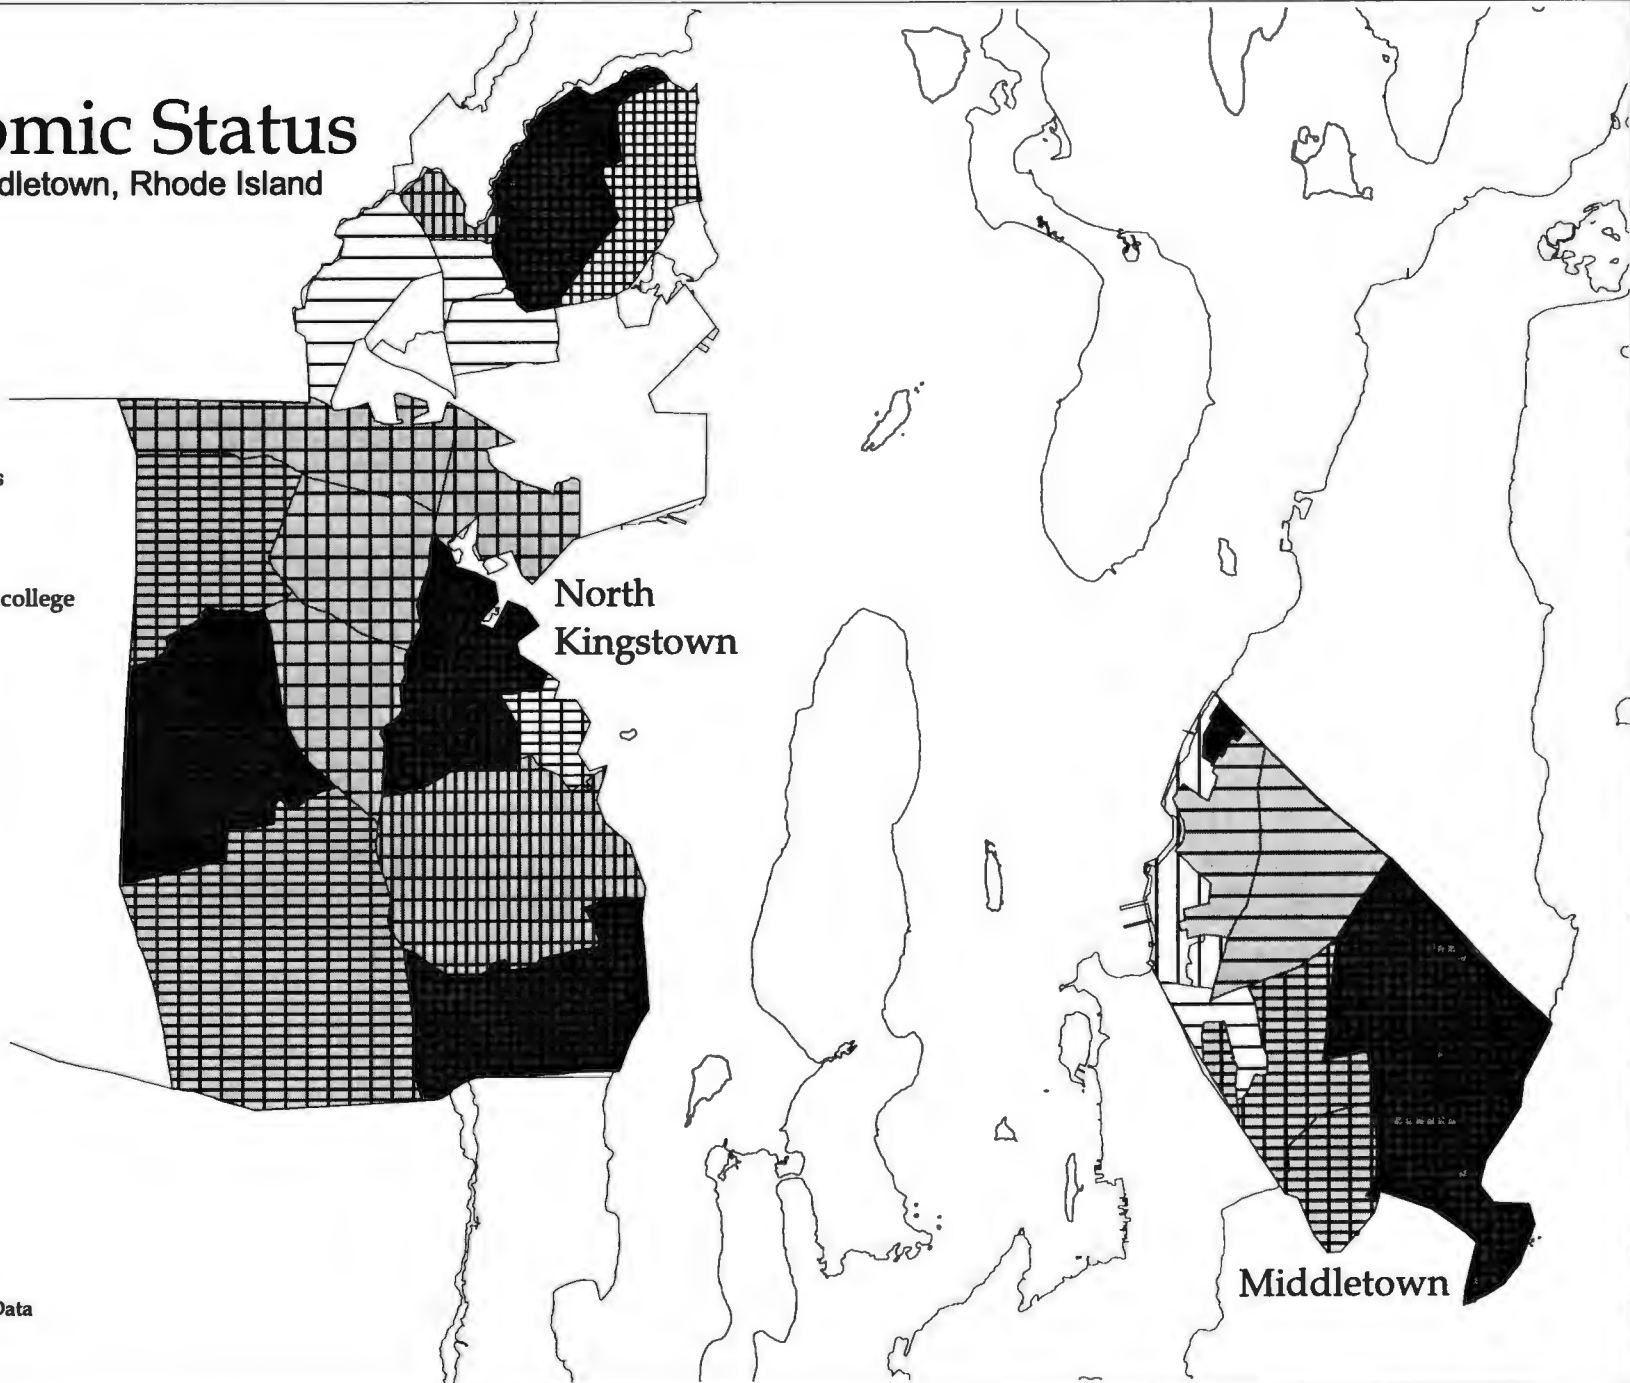 omic Status
dletown, Rhode Island
s
college
North
Kingstown
Middletown
Data